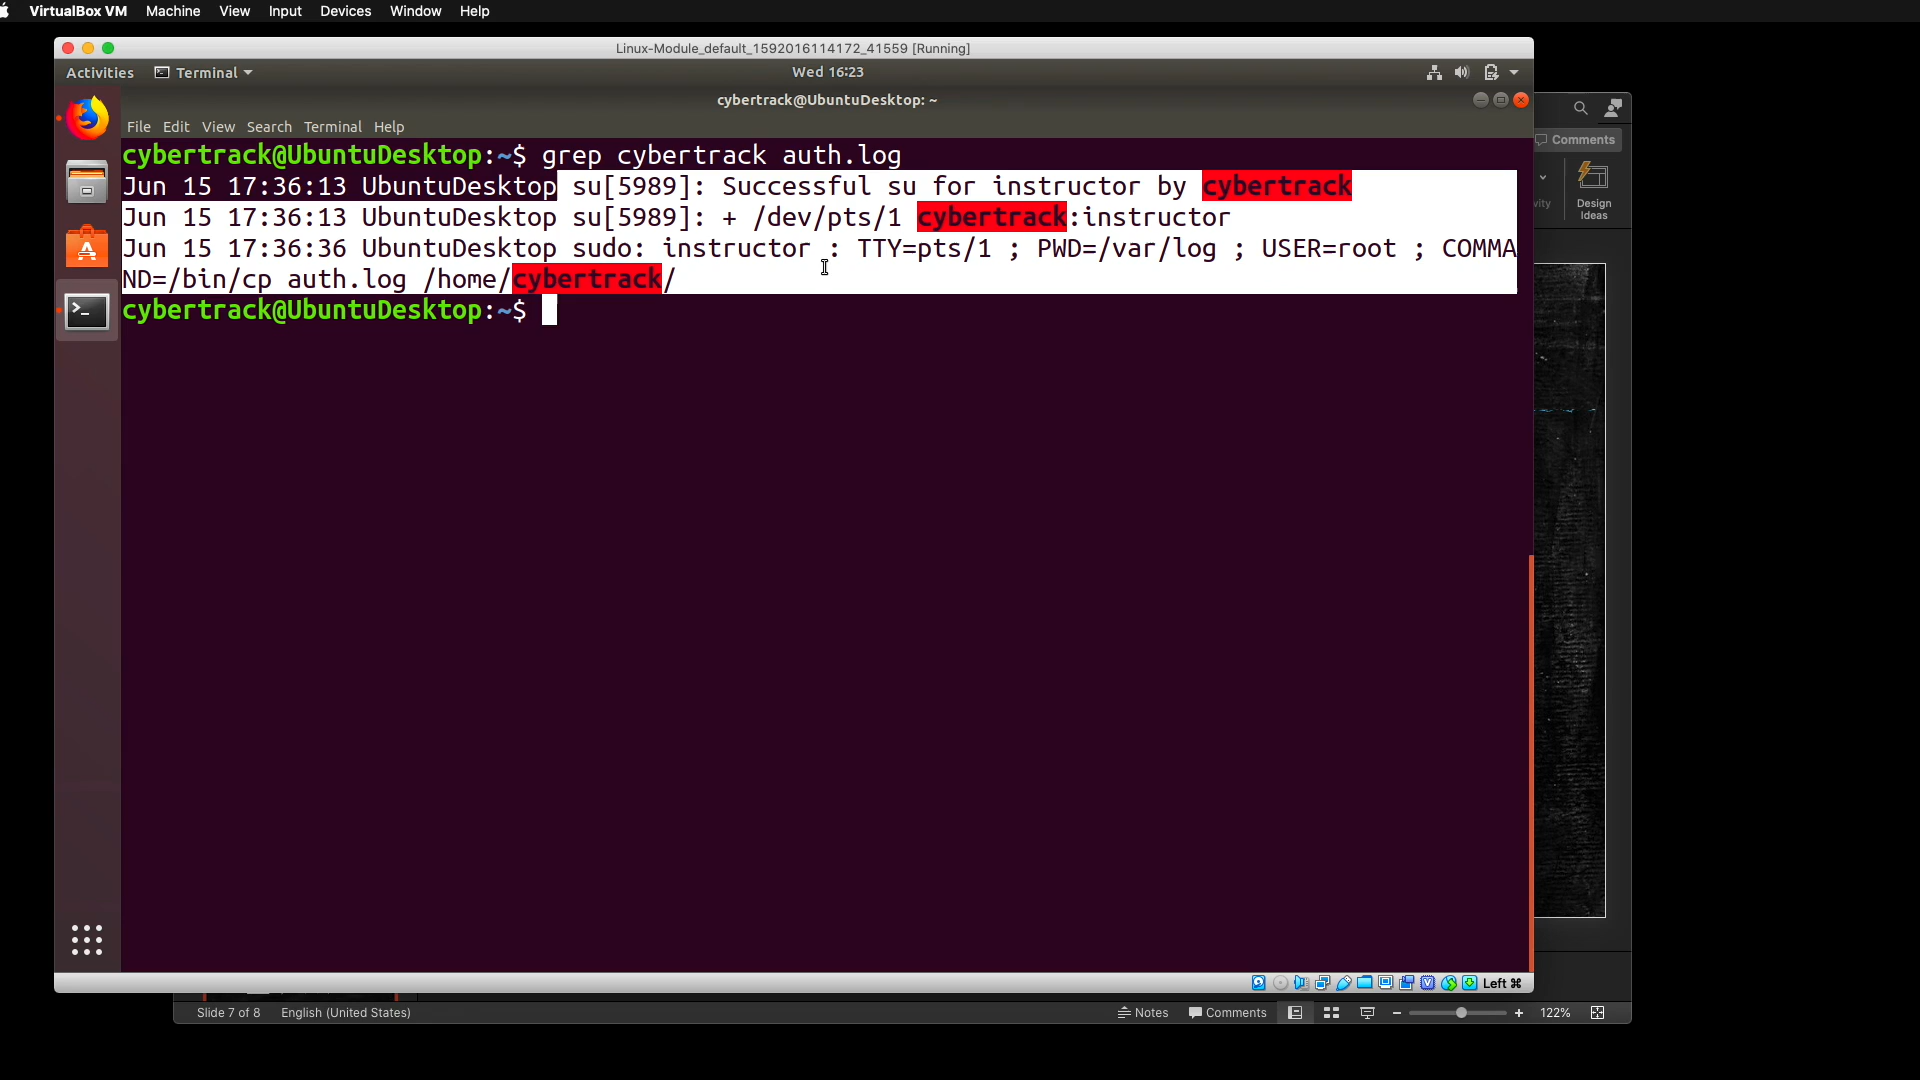 VirtualBox VM Machine View Input Devices Window Help
Linux-Module_default_1592016114172_41559 [Running]
Activities Terminal Wed 16:23
cybertrack@UbuntuDesktop: ~
File Edit View Search Terminal Help
cybertrack@UbuntuDesktop:~$ grep cybertrack auth.log
Jun 15 17:36:13 UbuntuDesktop su[5989]: Successful su for instructor by cybertrack
Jun 15 17:36:13 UbuntuDesktop su[5989]: + /dev/pts/1 cybertrack:instructor
Jun 15 17:36:36 UbuntuDesktop sudo: instructor : TTY=pts/1 ; PWD=/var/log ; USER=root ; COMMA
ND=/bin/cp auth.log /home/cybertrack/
cybertrack@UbuntuDesktop:~$
Comments
Design
Ideas
Left ⌘
Slide 7 of 8 English (United States) Notes Comments 122%